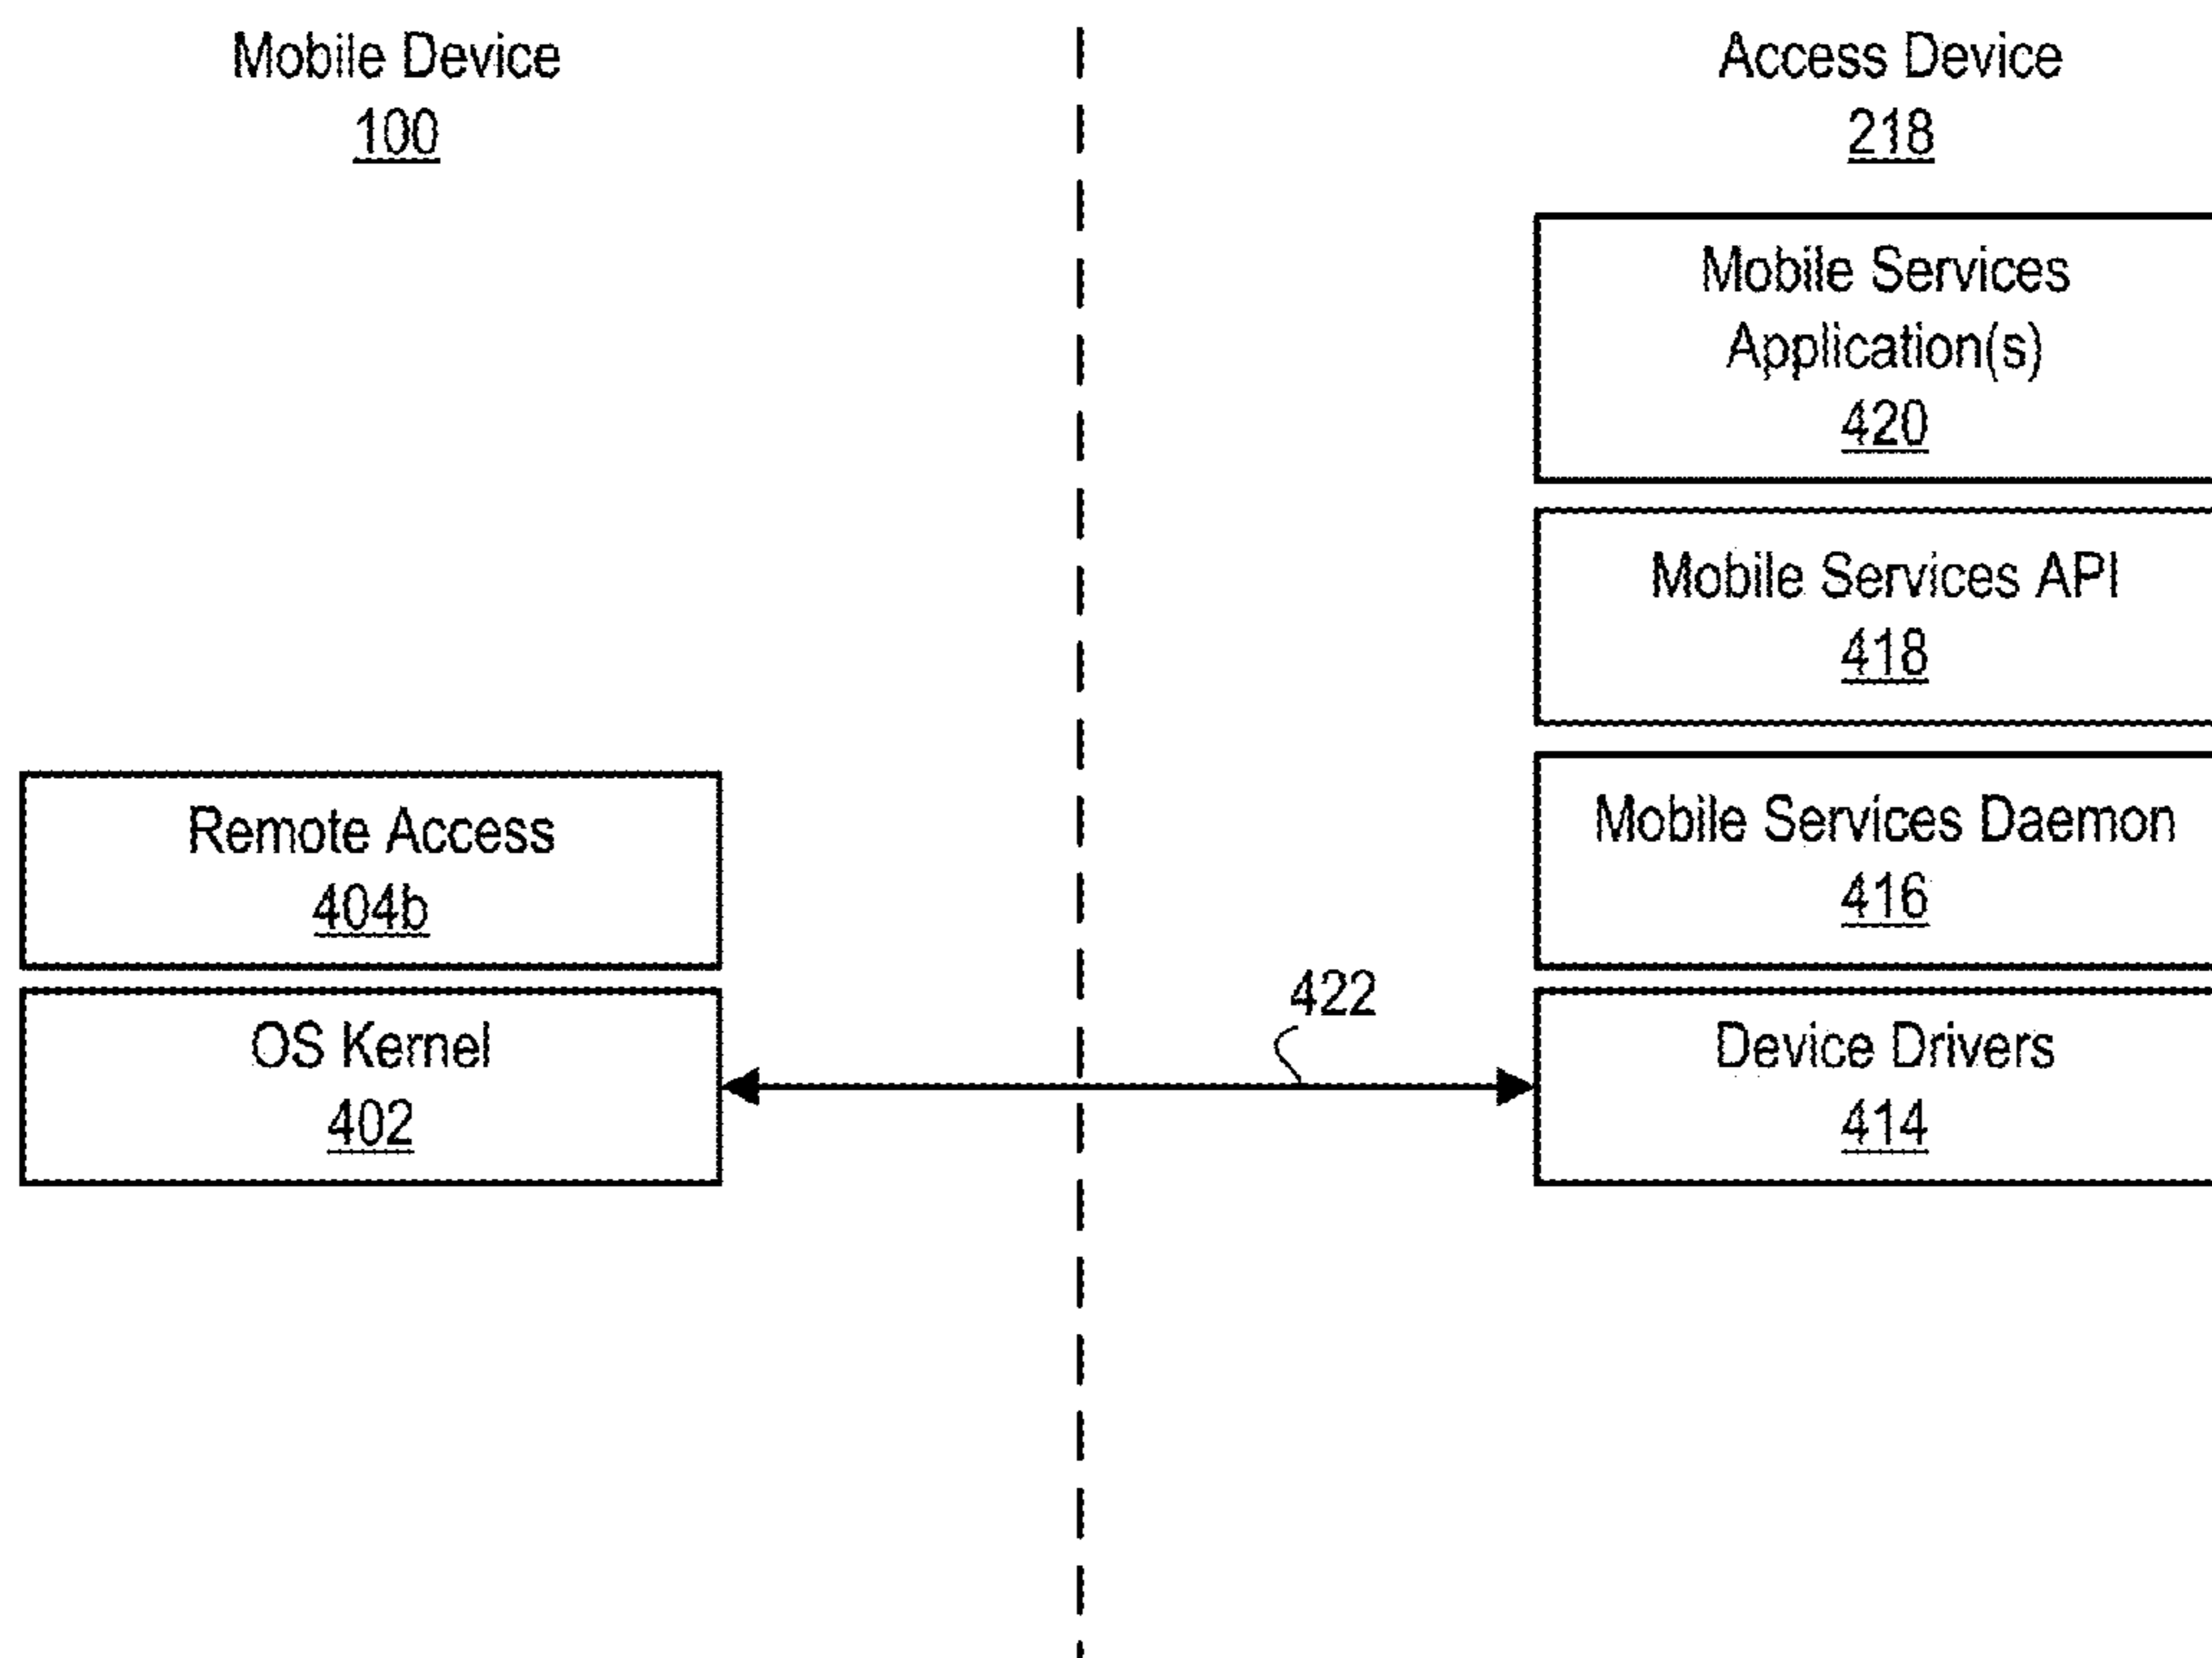 Mobile Device
100
Access Device
218
Mobile Services
Application(s)
420
Mobile Services API
418
Remote Access
404b
Mobile Services Daemon
416
OS Kernel
402
422
Device Drivers
414